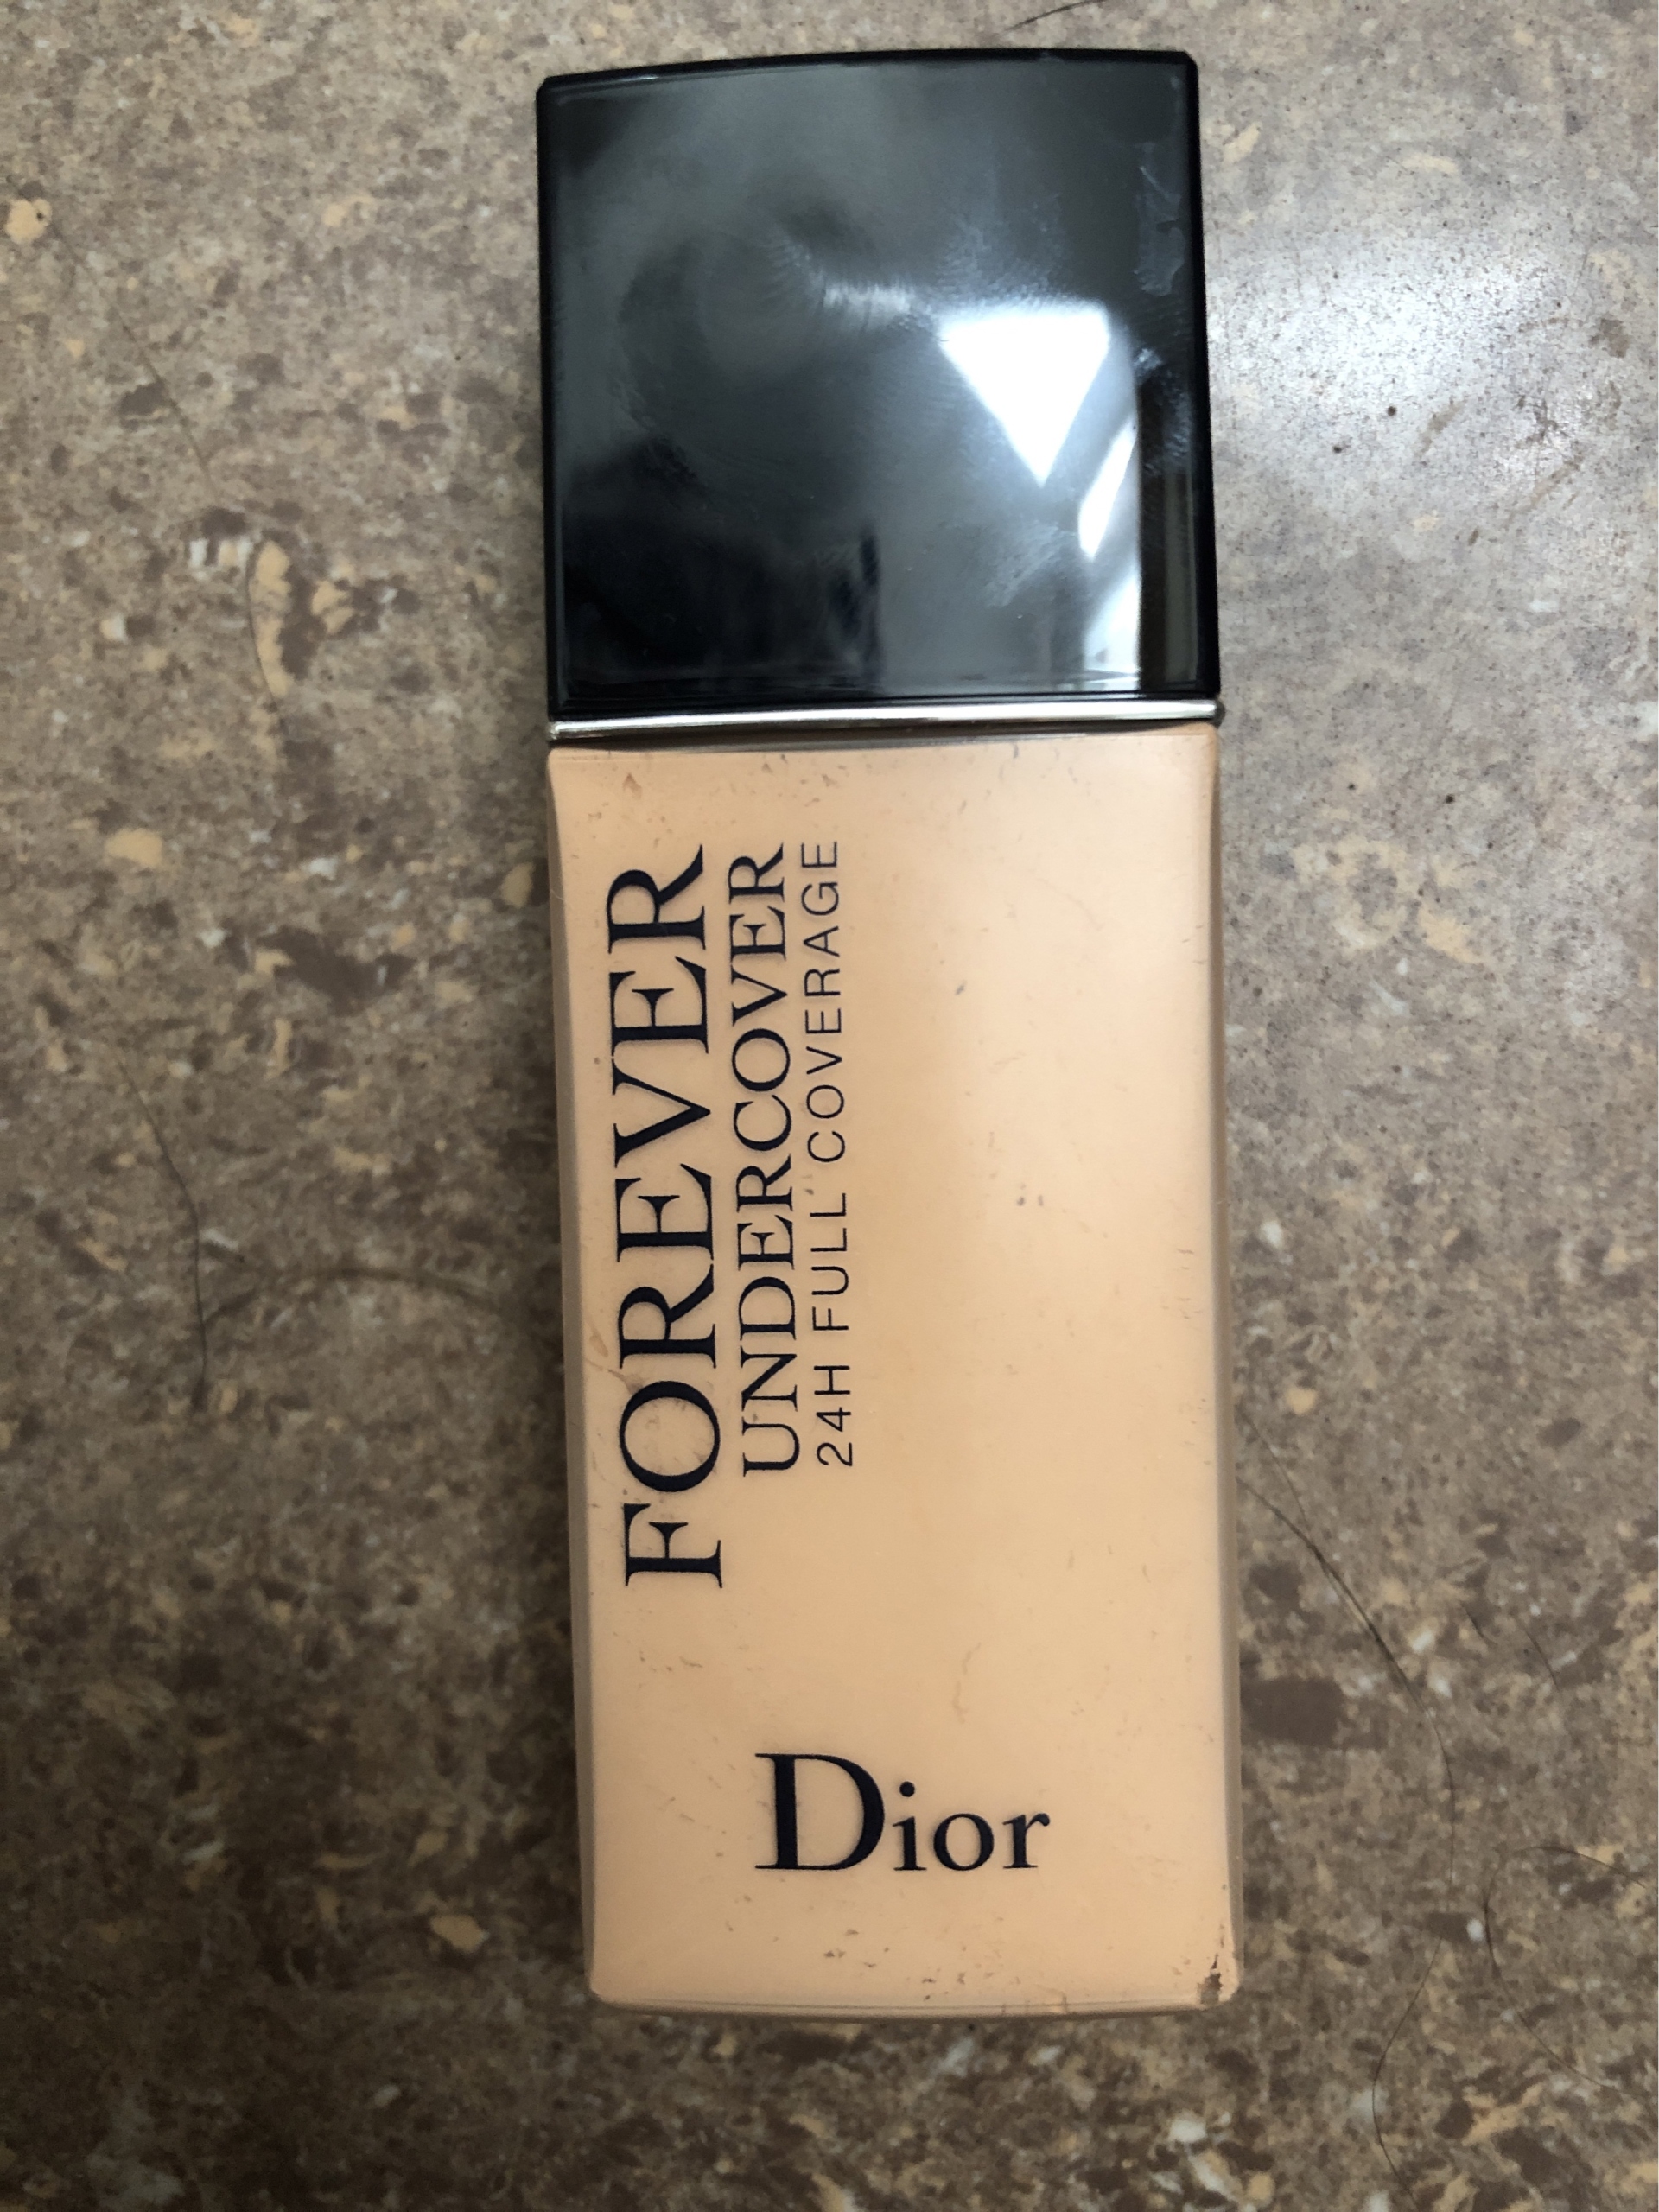 FOREVER
UNDERCOVER
24H FULL COVERAGE
Dior